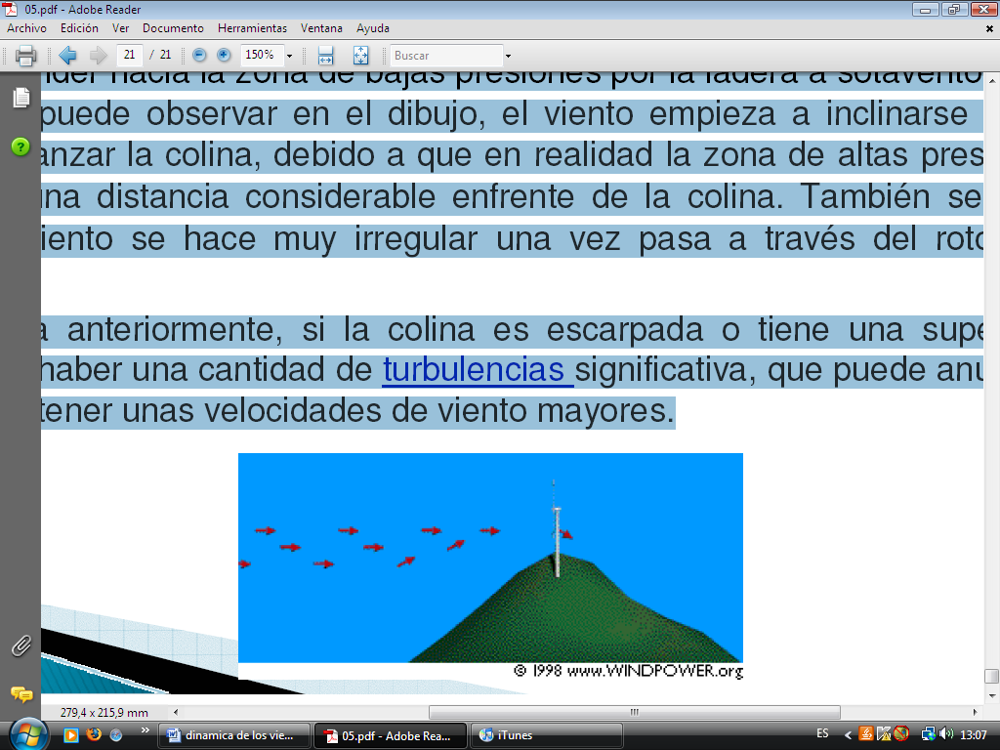 05.pdf - Adobe Reader
Archivo Edición Ver Documento Herramientas Ventana Ayuda
21 / 21 150% Buscar
hacia la zona de bajas presiones por la ladera a sotavento
puede observar en el dibujo, el viento empieza a inclinarse
anzar la colina, debido a que en realidad la zona de altas pres
una distancia considerable enfrente de la colina. También se
iento se hace muy irregular una vez pasa a través del roto
a anteriormente, si la colina es escarpada o tiene una supe
haber una cantidad de turbulencias significativa, que puede anu
tener unas velocidades de viento mayores.
© 1998 www.WINDPOWER.org
279,4 x 215,9 mm
dinamica de los vie... 05.pdf - Adobe Rea... iTunes ES 13:07